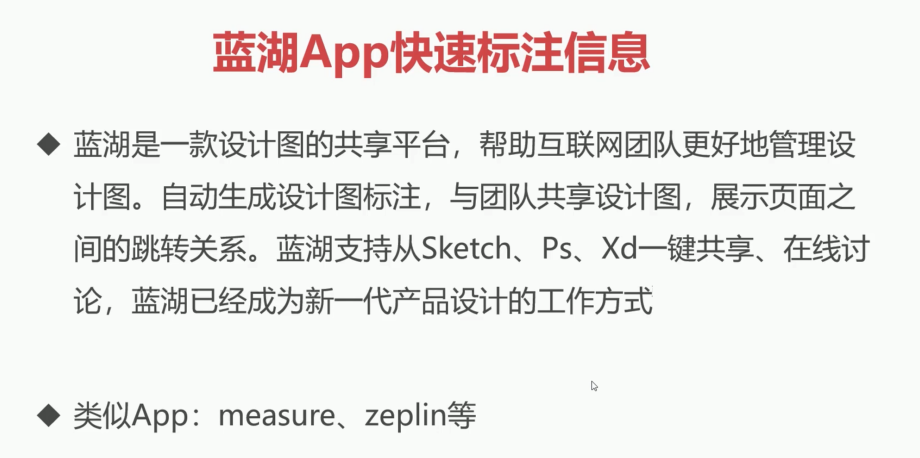 蓝湖App快速标注信息
◆ 蓝湖是一款设计图的共享平台，帮助互联网团队更好地管理设
计图。自动生成设计图标注，与团队共享设计图，展示页面之
间的跳转关系。蓝湖支持从Sketch、Ps、Xd一键共享、在线讨
论，蓝湖已经成为新一代产品设计的工作方式
◆ 类似App：measure、zeplin等